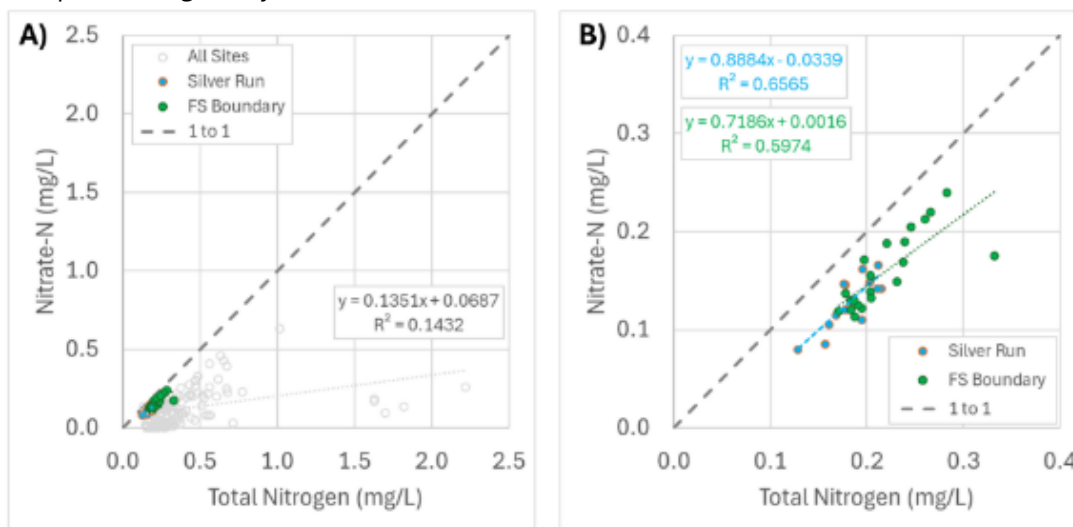 A)
2.5
2.0
1.5
1.0
0.5
0.0
Nitrate-N (mg/L)
All Sites
Silver Run
FS Boundary
1 to 1
y = 0.1351x + 0.0687
R² = 0.1432
0.0 0.5 1.0 1.5 2.0 2.5
Total Nitrogen (mg/L)
B)
0.4
0.3
0.2
0.1
0.0
Nitrate-N (mg/L)
y = 0.8884x - 0.0339
R² = 0.6565
y = 0.7186x + 0.0016
R² = 0.5974
Silver Run
FS Boundary
1 to 1
0.0 0.1 0.2 0.3 0.4
Total Nitrogen (mg/L)